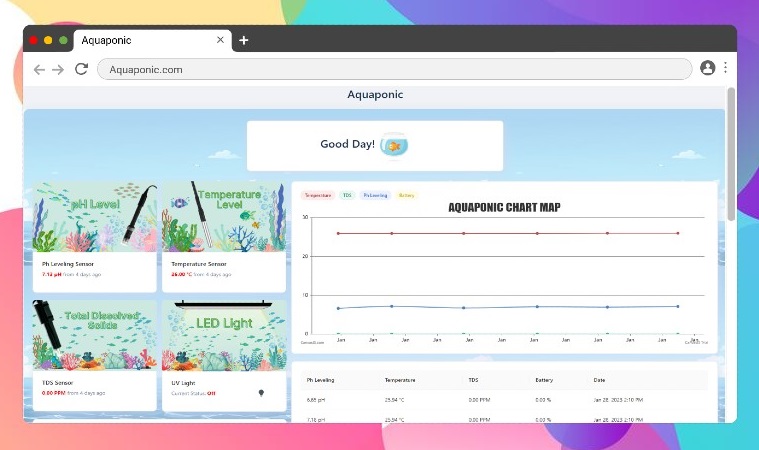 Aquaponic
Aquaponic.com
Aquaponic
Good Day!
pH Level
Ph Leveling Sensor
7.13 pH from 4 days ago
Temperature Level
Temperature Sensor
26.00 °C from 4 days ago
Total Dissolved Solids
TDS Sensor
0.00 PPM from 4 days ago
LED Light
UV Light
Current Status: Off
Temperature TDS Ph Leveling Battery
AQUAPONIC CHART MAP
30
20
10
0
Jan Jan Jan Jan Jan Jan Jan Jan Jan Jan Jan Jan
Ph Leveling Temperature TDS Battery Date
6.65 pH 25.94 °C 0.00 PPM 0.00 % Jan 28, 2023 2:10 PM
7.16 pH 25.94 °C 0.00 PPM 0.00 % Jan 28, 2023 2:10 PM